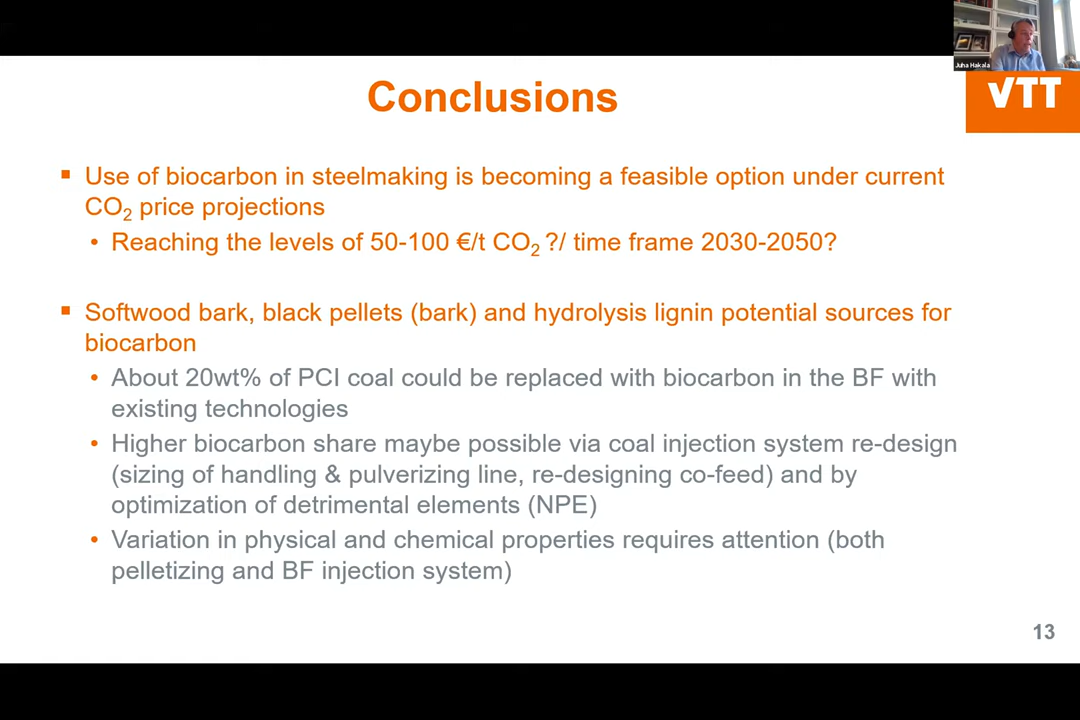 Juha Hakala
VTT
Conclusions
▪ Use of biocarbon in steelmaking is becoming a feasible option under current
CO₂ price projections
• Reaching the levels of 50-100 €/t CO₂ ?/ time frame 2030-2050?
▪ Softwood bark, black pellets (bark) and hydrolysis lignin potential sources for
biocarbon
• About 20wt% of PCI coal could be replaced with biocarbon in the BF with
existing technologies
• Higher biocarbon share maybe possible via coal injection system re-design
(sizing of handling & pulverizing line, re-designing co-feed) and by
optimization of detrimental elements (NPE)
• Variation in physical and chemical properties requires attention (both
pelletizing and BF injection system)
13